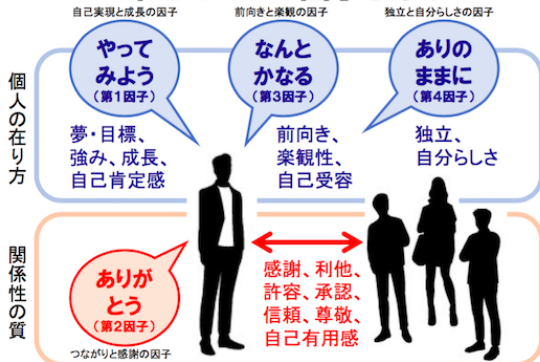 自己実現と成長の因子
前向きと楽観の因子
独立と自分らしさの因子
やって
みよう
(第1因子)
なんと
かなる
(第3因子)
ありの
ままに
(第4因子)
個人の在り方
夢・目標、
強み、成長、
自己肯定感
前向き、
楽観性、
自己受容
独立、
自分らしさ
関係性の質
ありが
とう
(第2因子)
つながりと感謝の因子
感謝、利他、
許容、承認、
信頼、尊敬、
自己有用感